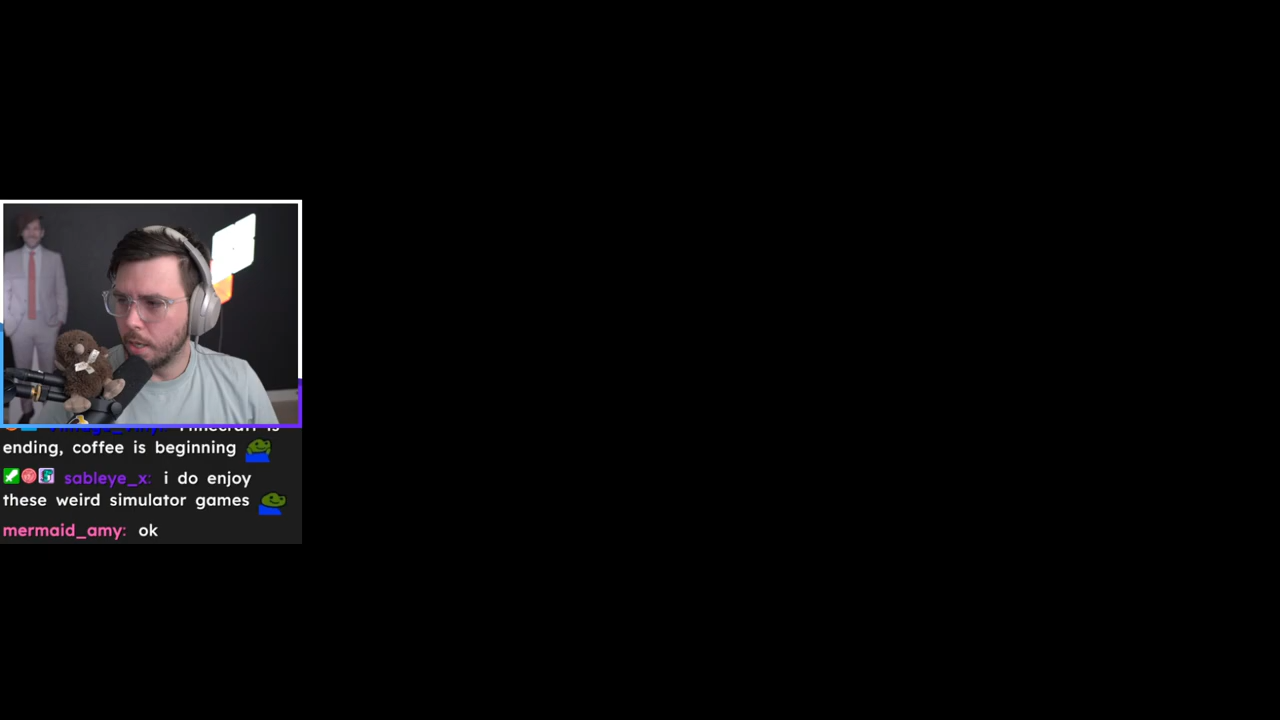 ending, coffee is beginning
sableye_x: i do enjoy
these weird simulator games
mermaid_amy: ok